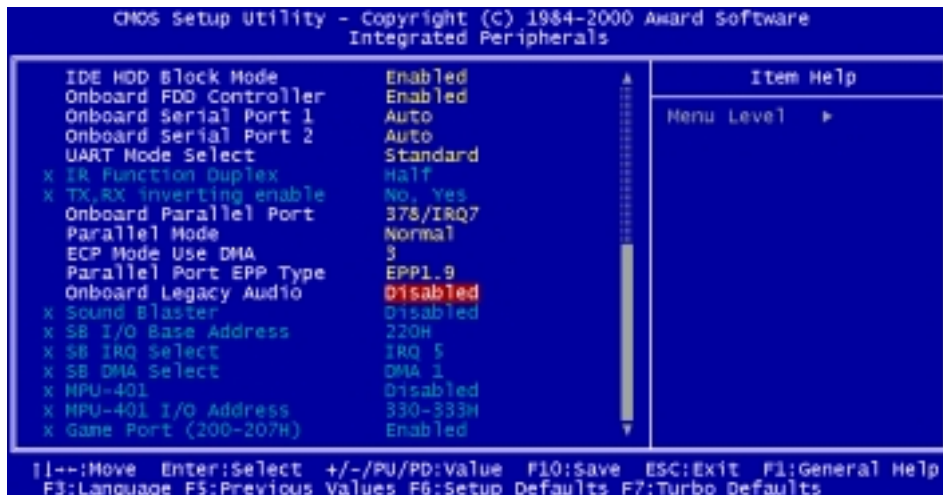 CMOS Setup Utility - Copyright (C) 1984-2000 Award Software
Integrated Peripherals
IDE HDD Block Mode Enabled
Onboard FDD Controller Enabled
Onboard Serial Port 1 Auto
Onboard Serial Port 2 Auto
UART Mode Select Standard
x IR Function Duplex Half
x TX,RX inverting enable No, Yes
Onboard Parallel Port 378/IRQ7
Parallel Mode Normal
ECP Mode Use DMA 3
Parallel Port EPP Type EPP1.9
Onboard Legacy Audio Disabled
x Sound Blaster Disabled
x SB I/O Base Address 220H
x SB IRQ Select IRQ 5
x SB DMA Select DMA 1
x MPU-401 Disabled
x MPU-401 I/O Address 330-333H
x Game Port (200-207H) Enabled
Item Help
Menu Level ▶
↑↓→←:Move Enter:Select +/-/PU/PD:Value F10:Save ESC:Exit F1:General Help
F3:Language F5:Previous Values F6:Setup Defaults F7:Turbo Defaults